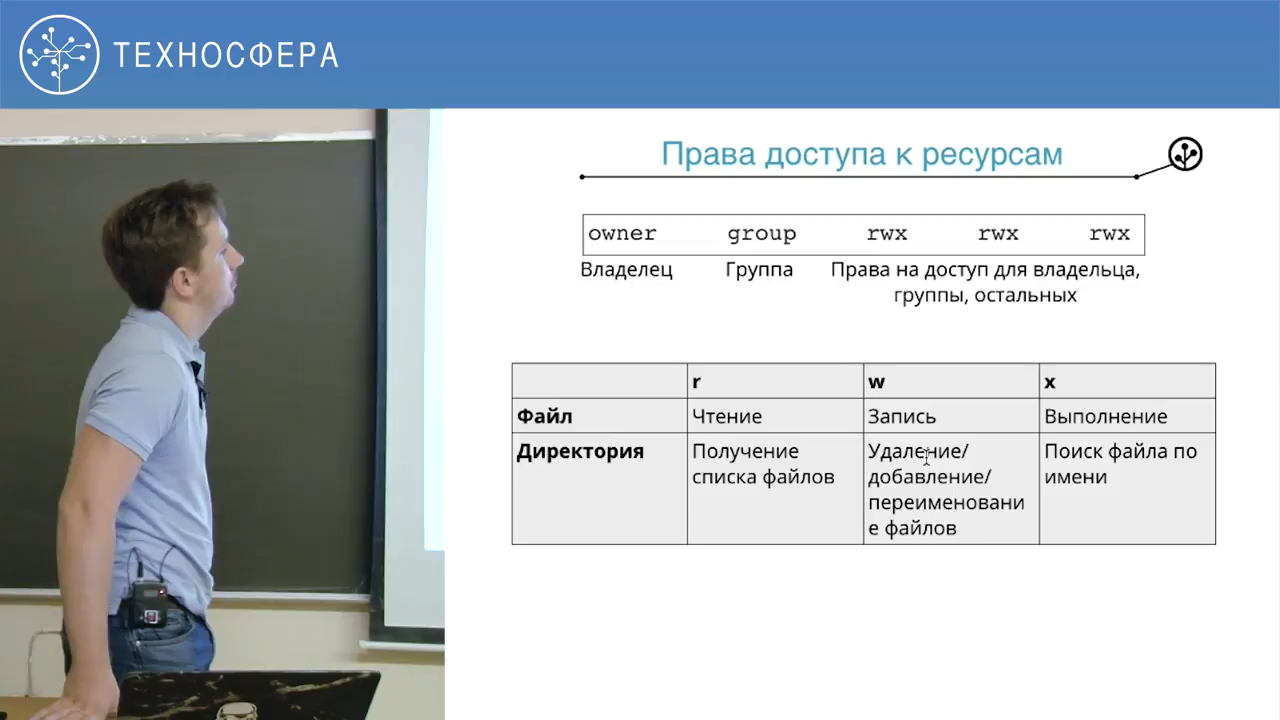 ТЕХНОСФЕРА
Права доступа к ресурсам
owner group rwx rwx rwx
Владелец Группа Права на доступ для владельца,
группы, остальных
r w x
Файл Чтение Запись Выполнение
Директория Получение Удаление/ Поиск файла по
списка файлов добавление/ имени
переименовани
е файлов